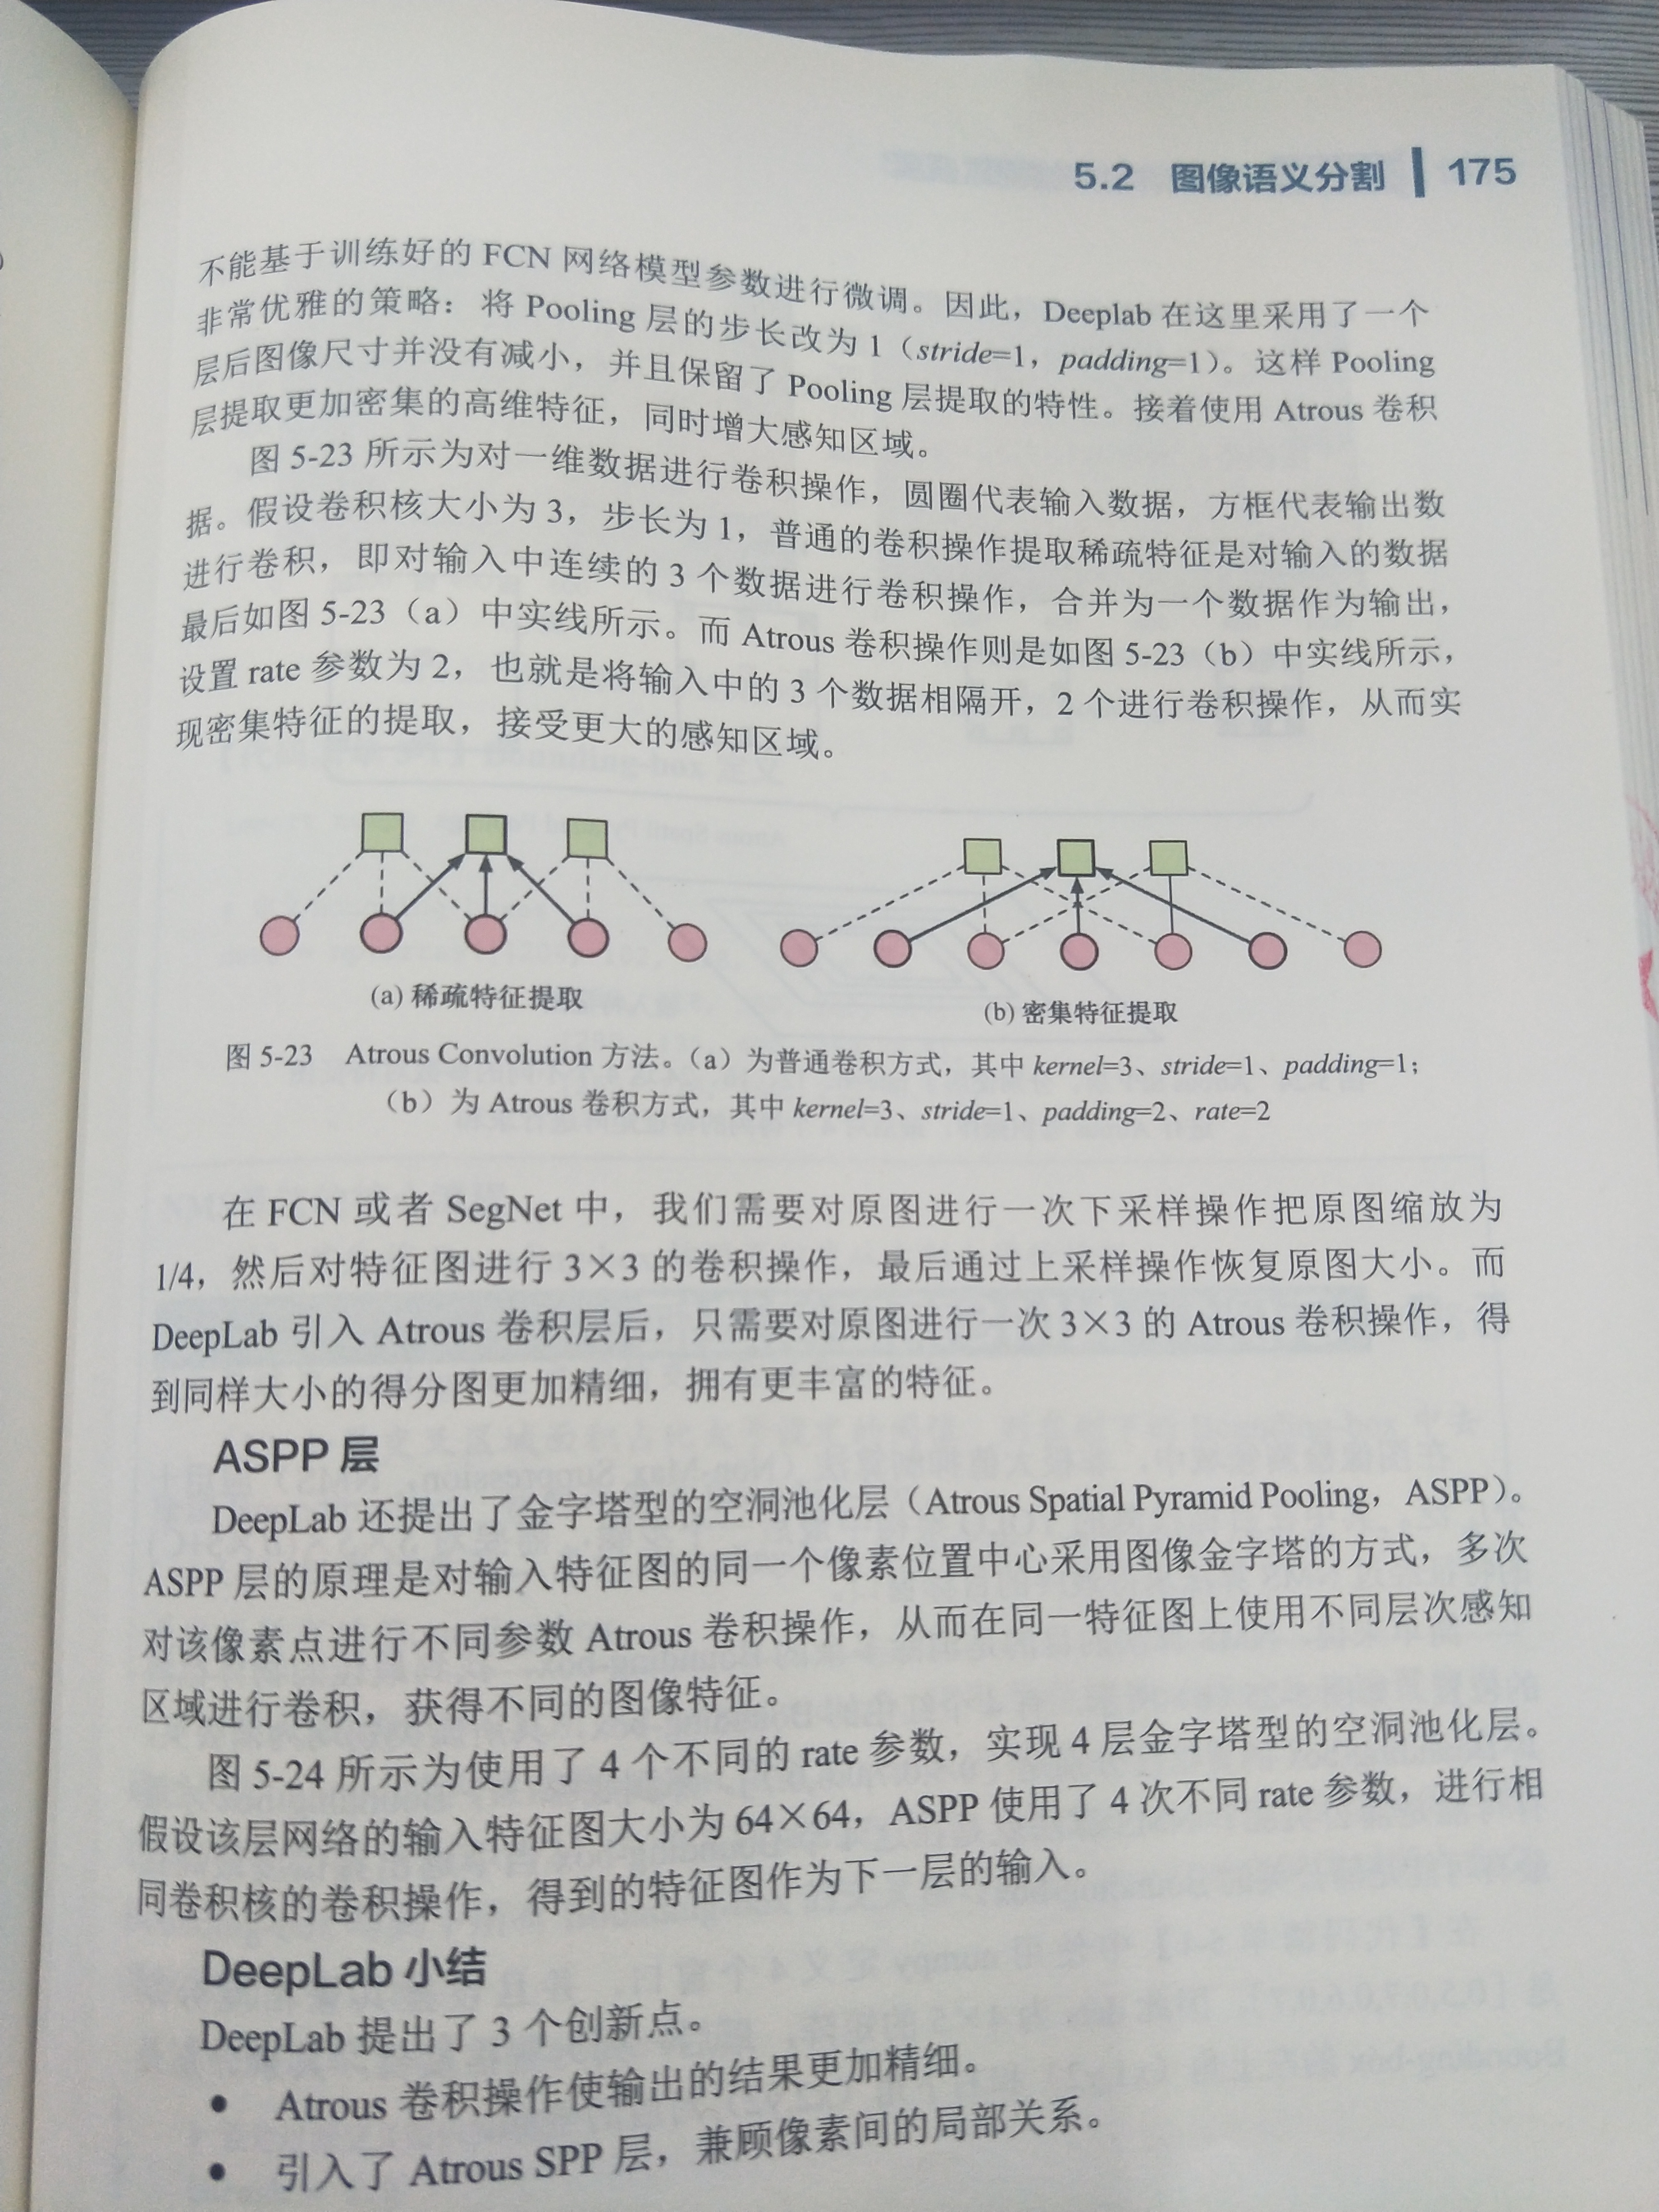 5.2 图像语义分割 175
不能基于训练好的 FCN 网络模型参数进行微调。因此，Deeplab 在这里采用了一个
非常优雅的策略：将 Pooling 层的步长改为 1（stride=1，padding=1）。这样 Pooling
层后图像尺寸并没有减小，并且保留了 Pooling 层提取的特性。接着使用 Atrous 卷积
层提取更加密集的高维特征，同时增大感知区域。
图 5-23 所示为对一维数据进行卷积操作，圆圈代表输入数据，方框代表输出数
据。假设卷积核大小为 3，步长为 1，普通的卷积操作提取稀疏特征是对输入的数据
进行卷积，即对输入中连续的 3 个数据进行卷积操作，合并为一个数据作为输出，
最后如图 5-23（a）中实线所示。而 Atrous 卷积操作则是如图 5-23（b）中实线所示，
设置 rate 参数为 2，也就是将输入中的 3 个数据相隔开，2 个进行卷积操作，从而实
现密集特征的提取，接受更大的感知区域。
(a) 稀疏特征提取
(b) 密集特征提取
图 5-23 Atrous Convolution 方法。（a）为普通卷积方式，其中 kernel=3、stride=1、padding=1；
（b）为 Atrous 卷积方式，其中 kernel=3、stride=1、padding=2、rate=2
在 FCN 或者 SegNet 中，我们需要对原图进行一次下采样操作把原图缩放为
1/4，然后对特征图进行 3×3 的卷积操作，最后通过上采样操作恢复原图大小。而
DeepLab 引入 Atrous 卷积层后，只需要对原图进行一次 3×3 的 Atrous 卷积操作，得
到同样大小的得分图更加精细，拥有更丰富的特征。
ASPP 层
DeepLab 还提出了金字塔型的空洞池化层（Atrous Spatial Pyramid Pooling，ASPP）。
ASPP 层的原理是对输入特征图的同一个像素位置中心采用图像金字塔的方式，多次
对该像素点进行不同参数 Atrous 卷积操作，从而在同一特征图上使用不同层次感知
区域进行卷积，获得不同的图像特征。
图 5-24 所示为使用了 4 个不同的 rate 参数，实现 4 层金字塔型的空洞池化层。
假设该层网络的输入特征图大小为 64×64，ASPP 使用了 4 次不同 rate 参数，进行相
同卷积核的卷积操作，得到的特征图作为下一层的输入。
DeepLab 小结
DeepLab 提出了 3 个创新点。
• Atrous 卷积操作使输出的结果更加精细。
• 引入了 Atrous SPP 层，兼顾像素间的局部关系。